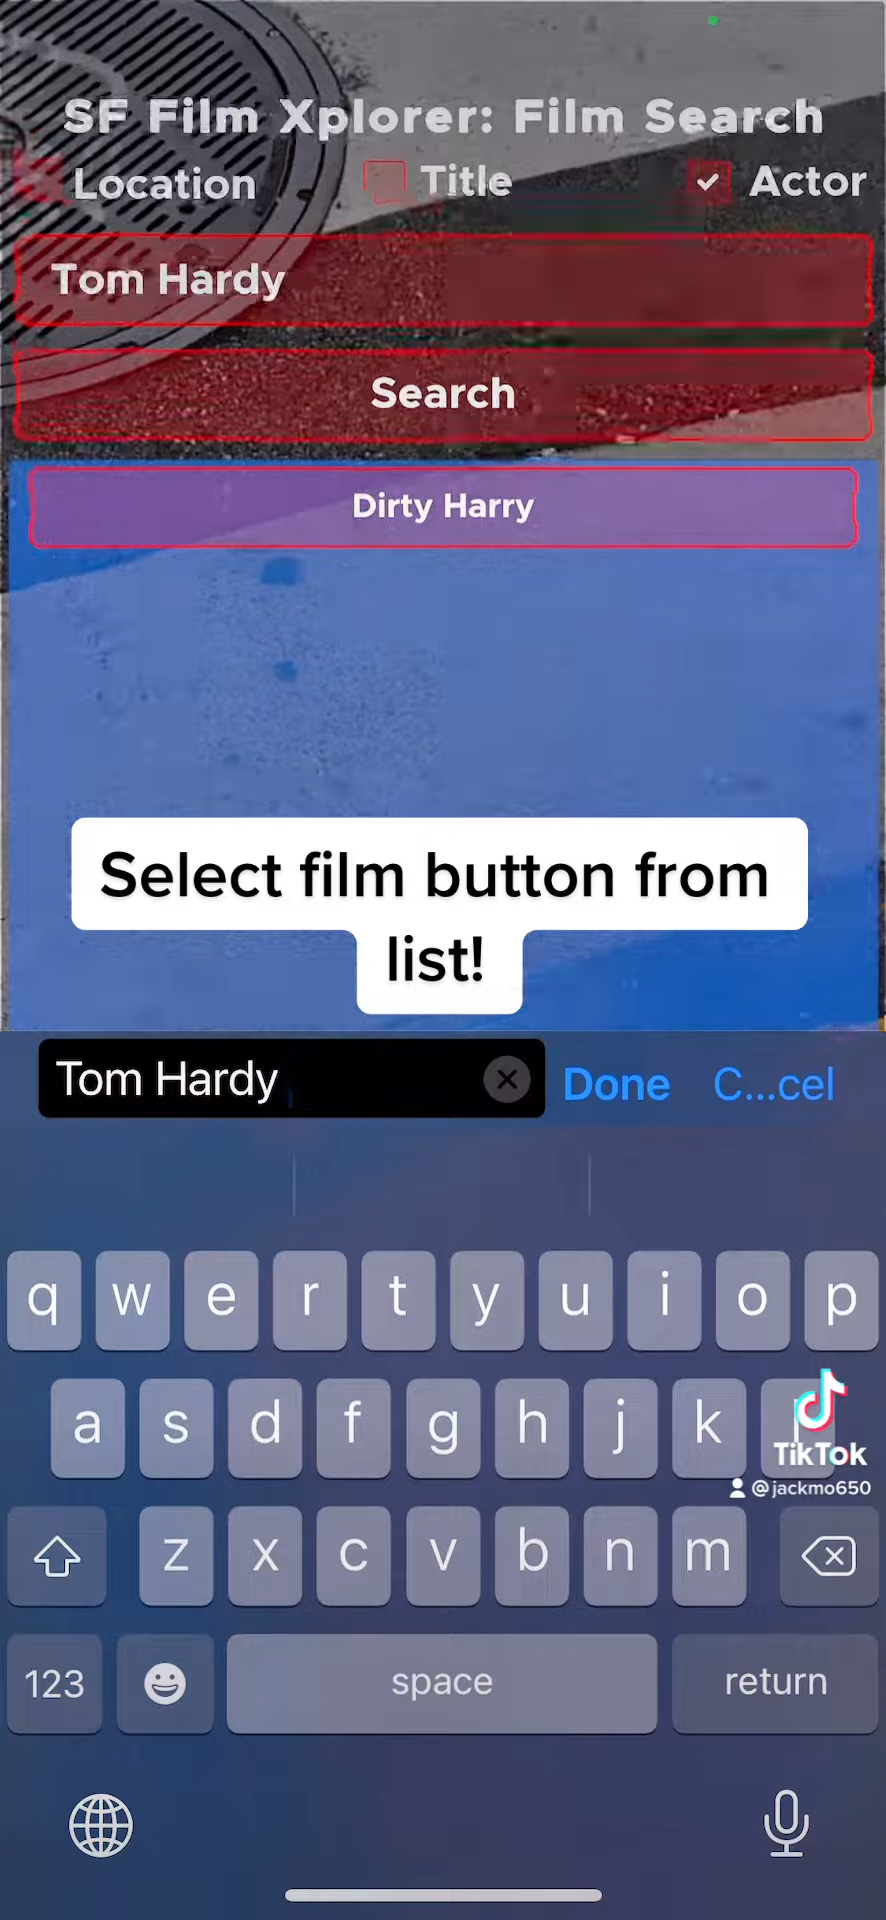 SF Film Xplorer: Film Search
Location Title Actor
Tom Hardy
Search
Dirty Harry
Select film button from
list!
Tom Hardy Done C...cel
q w e r t y u i o p
a s d f g h j k l
TikTok
@jackmo650
z x c v b n m
123 space return